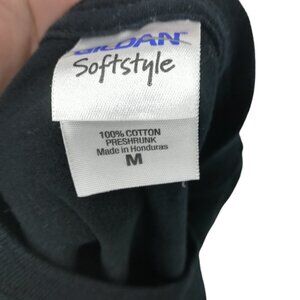 GILDAN
Softstyle
100% COTTON
PRESHRUNK
Made in Honduras
M